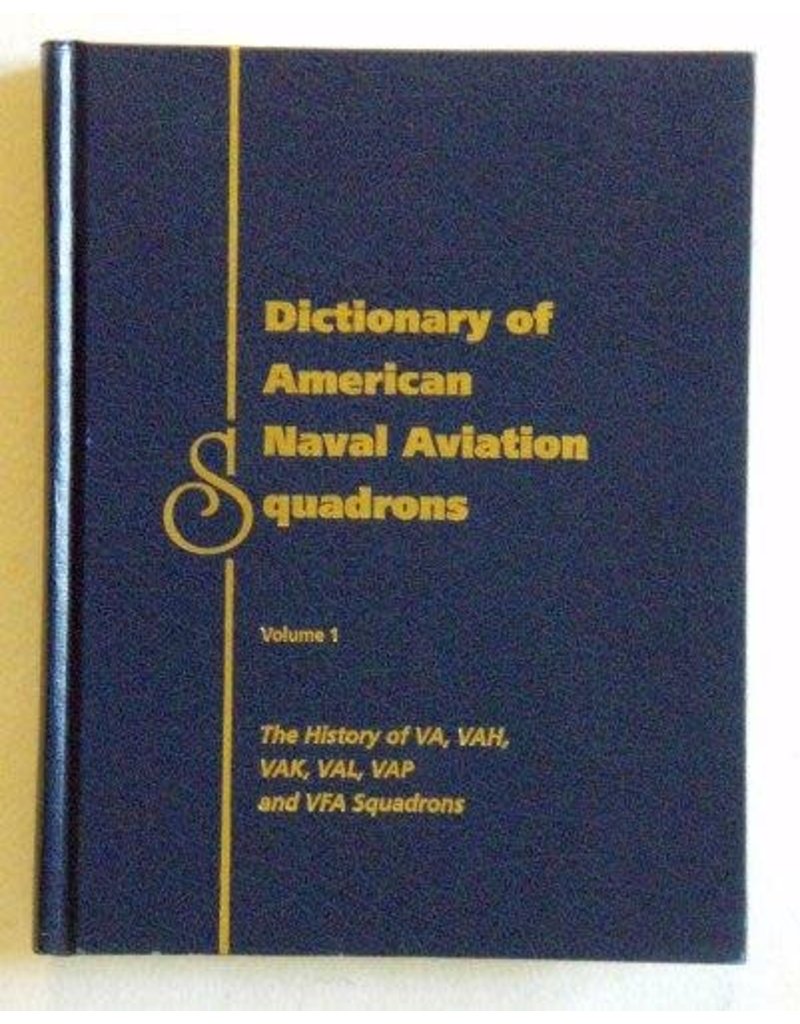 Dictionary of
American
Naval Aviation
Squadrons
Volume 1
The History of VA, VAH,
VAK, VAL, VAP
and VFA Squadrons